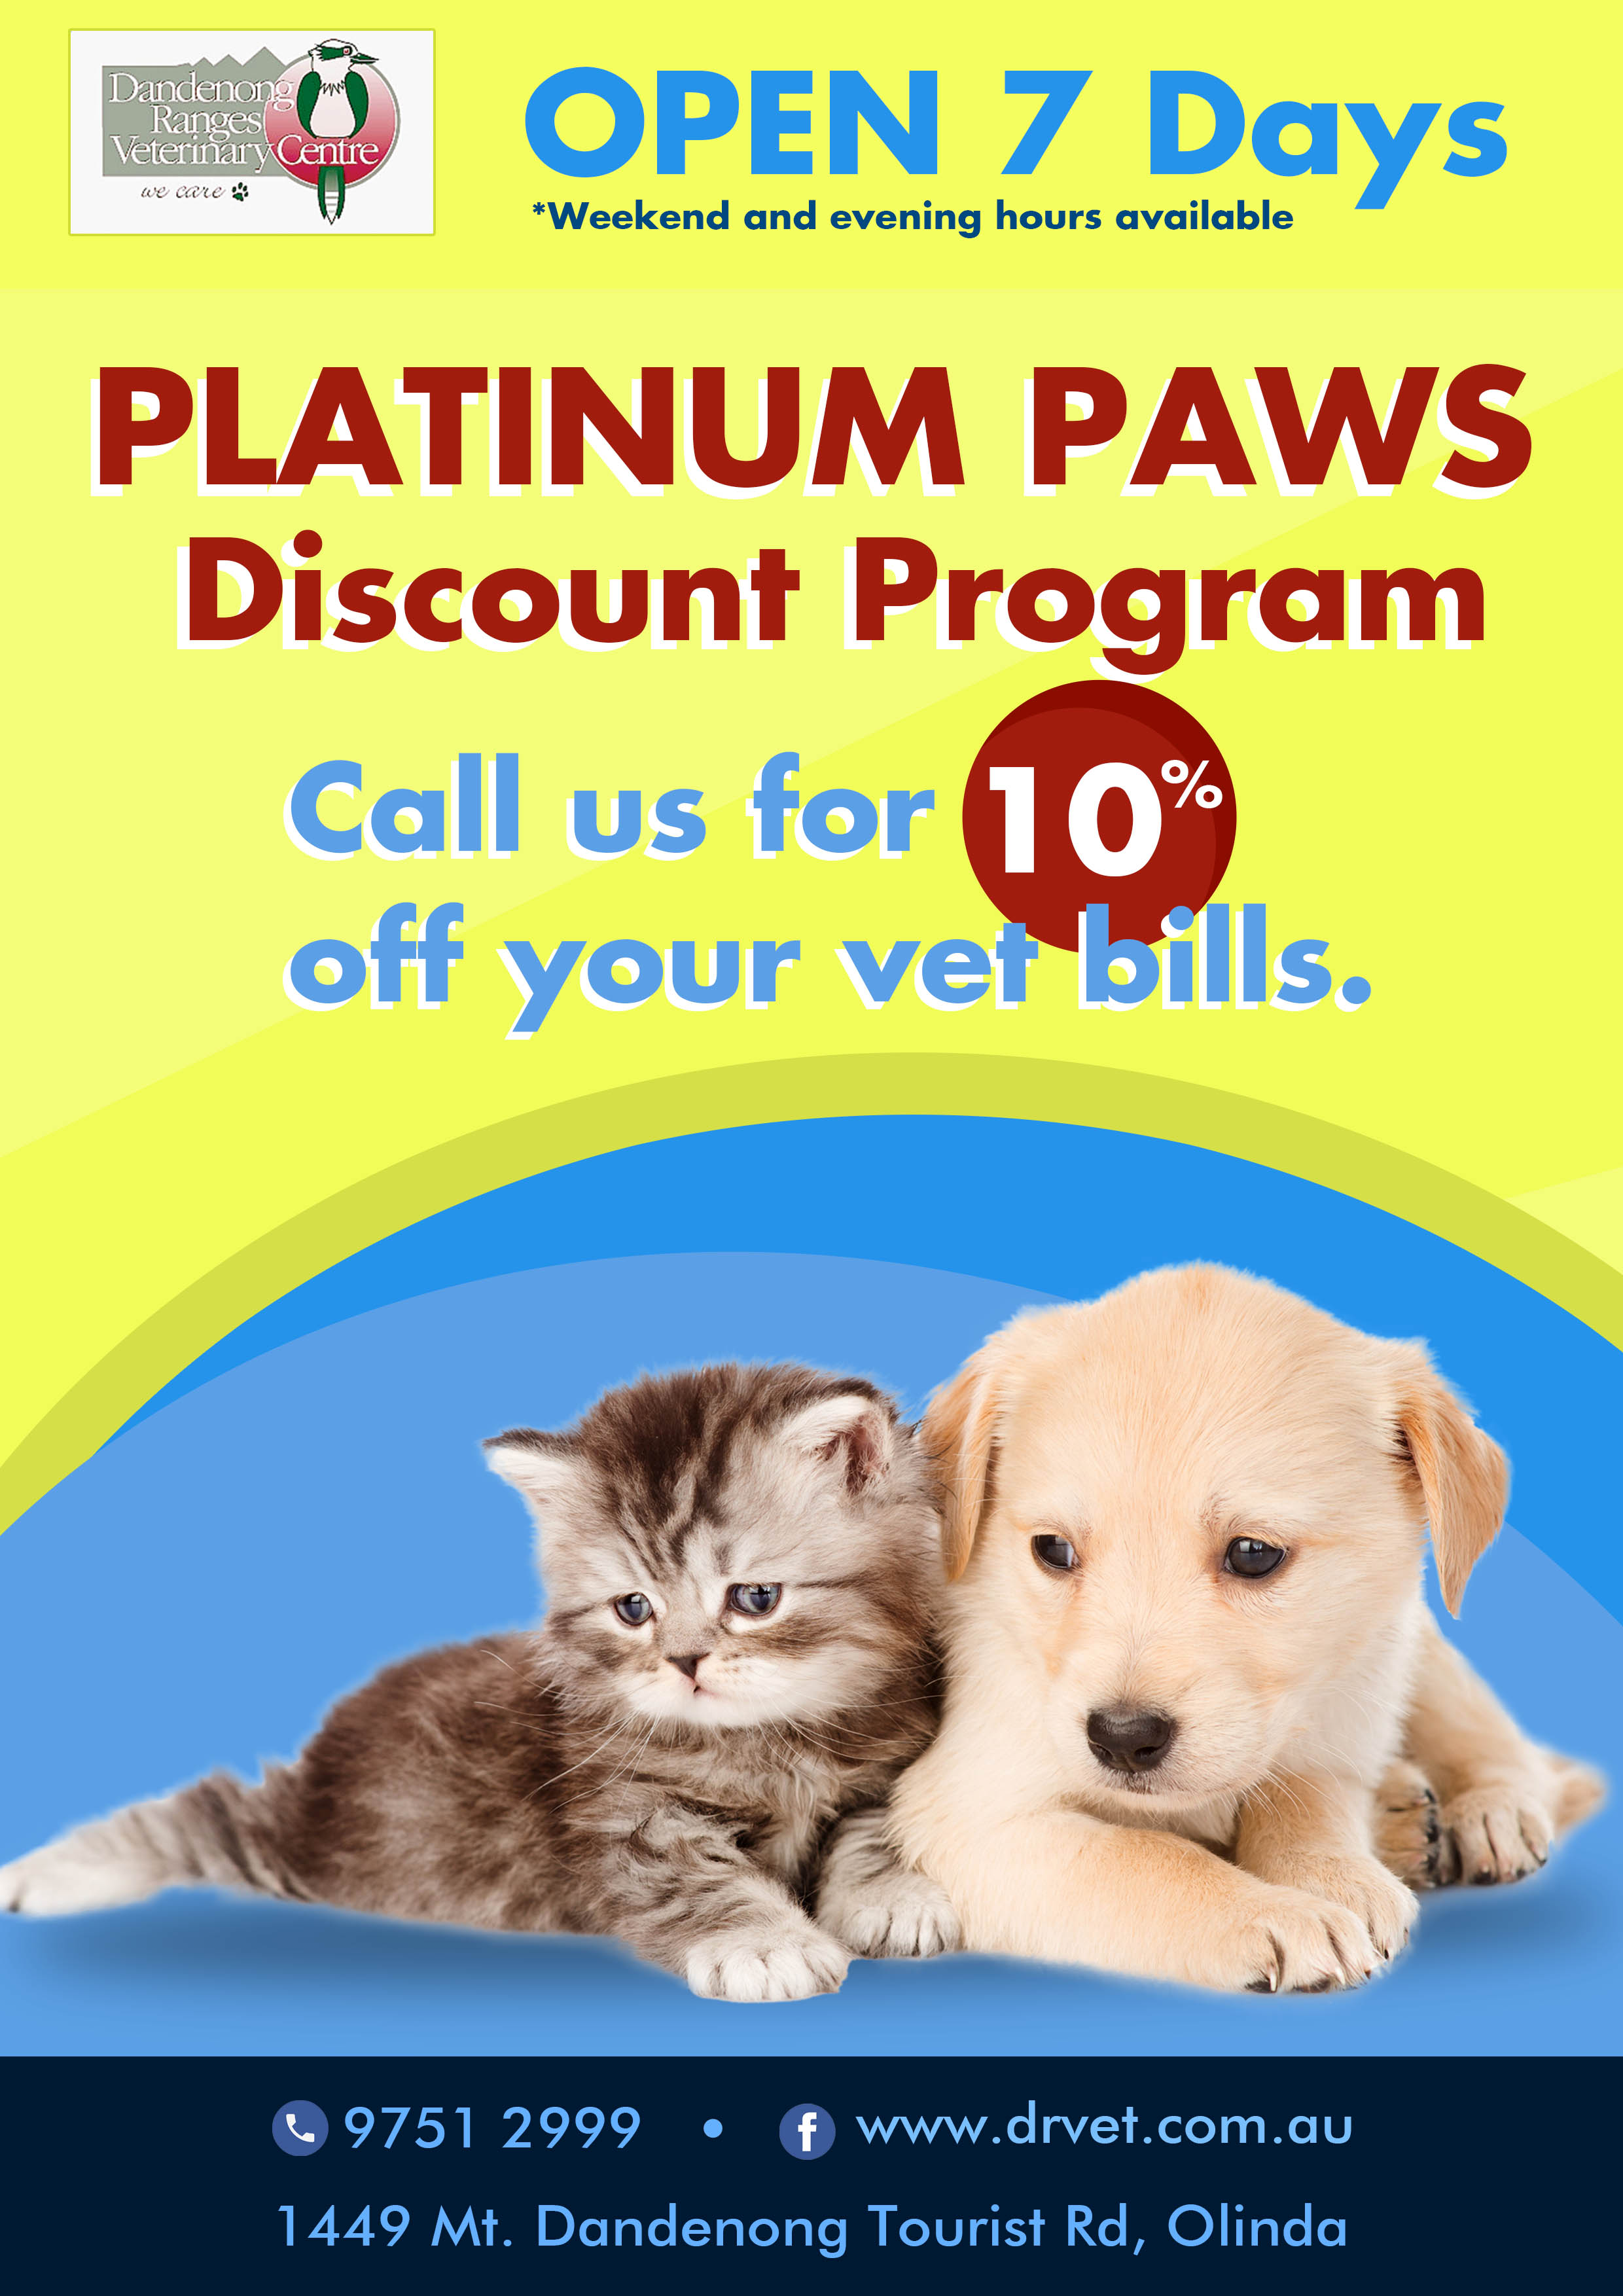 Dandenong
Ranges
Veterinary Centre
we care
OPEN 7 Days
*Weekend and evening hours available
PLATINUM PAWS
Discount Program
Call us for 10%
off your vet bills.
9751 2999 • f www.drvet.com.au
1449 Mt. Dandenong Tourist Rd, Olinda